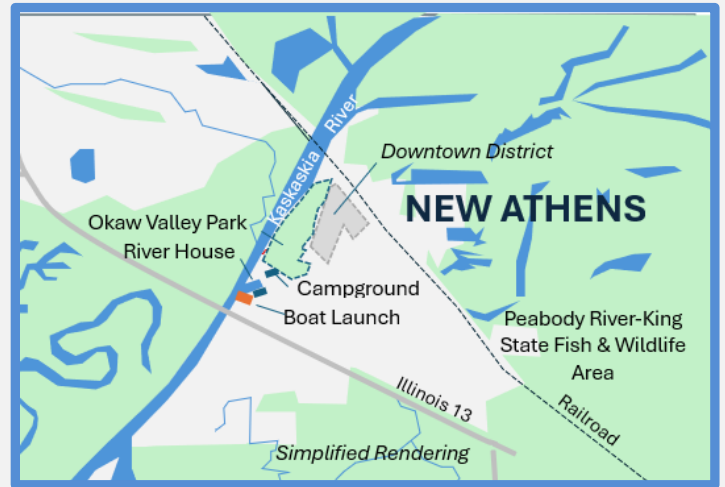 Kaskaskia River
Downtown District
NEW ATHENS
Okaw Valley Park
River House
Campground
Boat Launch
Peabody River-King
State Fish & Wildlife
Area
Illinois 13
Railroad
Simplified Rendering